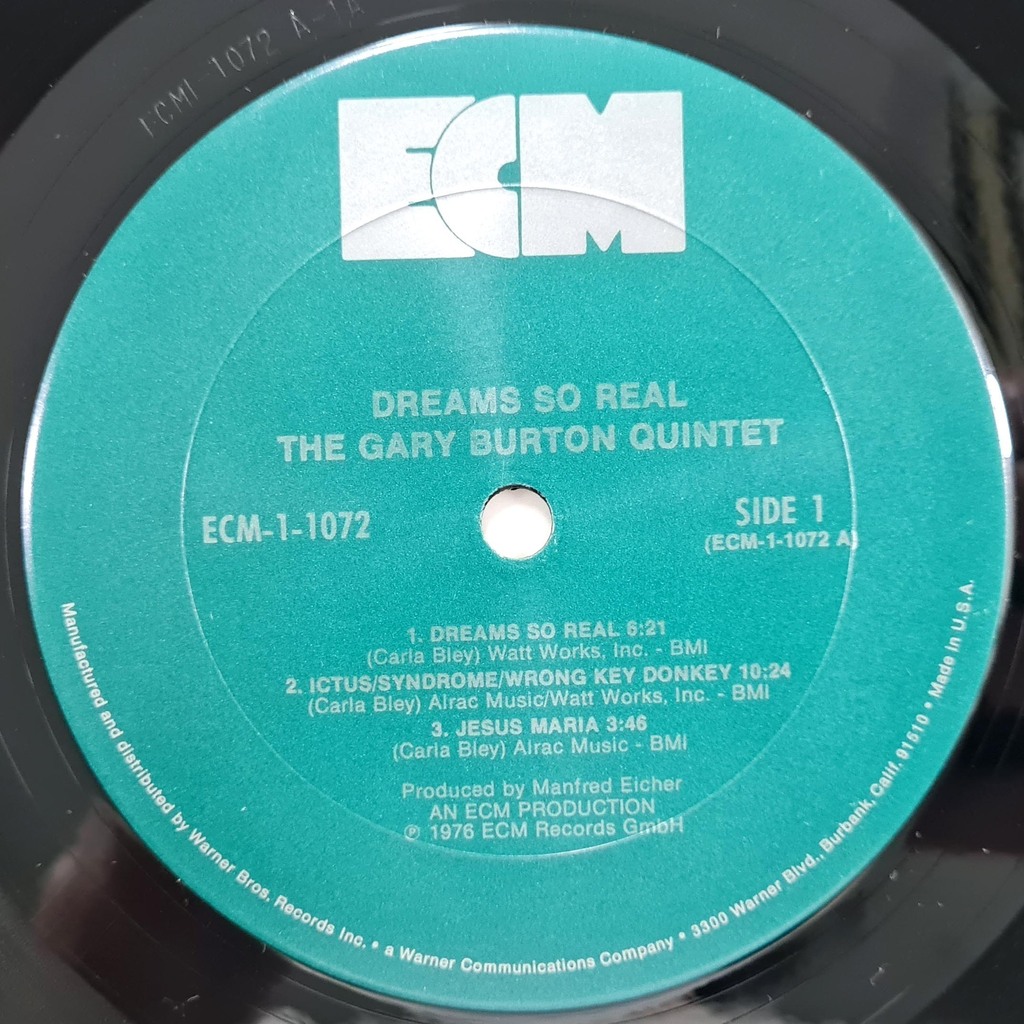 ECM1-1072 A-1A
ECM
DREAMS SO REAL
THE GARY BURTON QUINTET
ECM-1-1072
SIDE 1
(ECM-1-1072 A)
1. DREAMS SO REAL 6:21
(Carla Bley) Watt Works, Inc. - BMI
2. ICTUS/SYNDROME/WRONG KEY DONKEY 10:24
(Carla Bley) Alrac Music/Watt Works, Inc. - BMI
3. JESUS MARIA 3:46
(Carla Bley) Alrac Music - BMI
Produced by Manfred Eicher
AN ECM PRODUCTION
℗ 1976 ECM Records GmbH
Manufactured and distributed by Warner Bros. Records Inc. • a Warner Communications Company • 3300 Warner Blvd., Burbank, Calif. 91510 • Made in U.S.A.